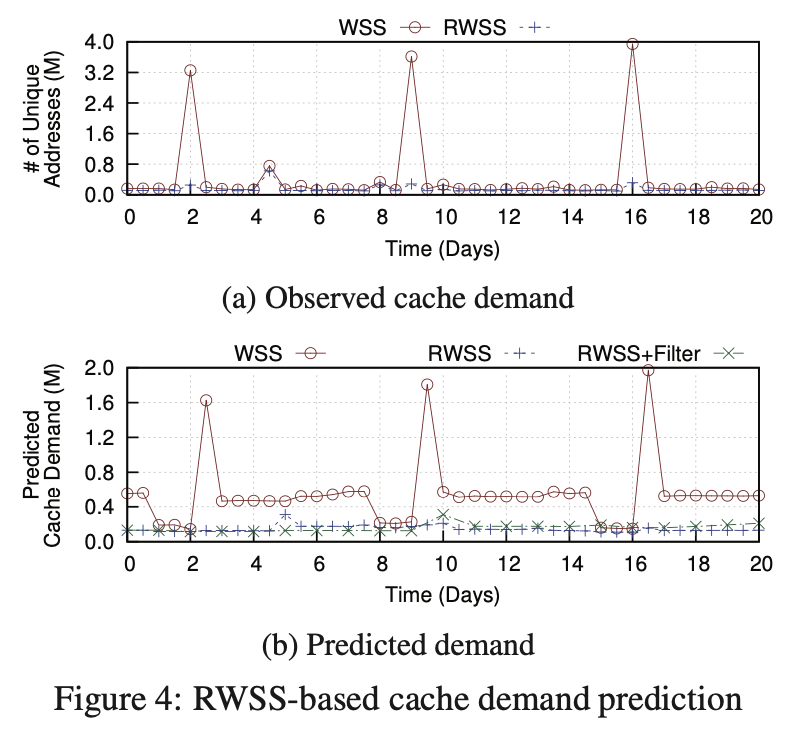 WSS RWSS
4.0
3.2
2.4
1.6
0.8
0.0
# of Unique
Addresses (M)
0 2 4 6 8 10 12 14 16 18 20
Time (Days)
(a) Observed cache demand
WSS RWSS RWSS+Filter
2.0
1.6
1.2
0.8
0.4
0.0
Predicted
Cache Demand (M)
0 2 4 6 8 10 12 14 16 18 20
Time (Days)
(b) Predicted demand
Figure 4: RWSS-based cache demand prediction